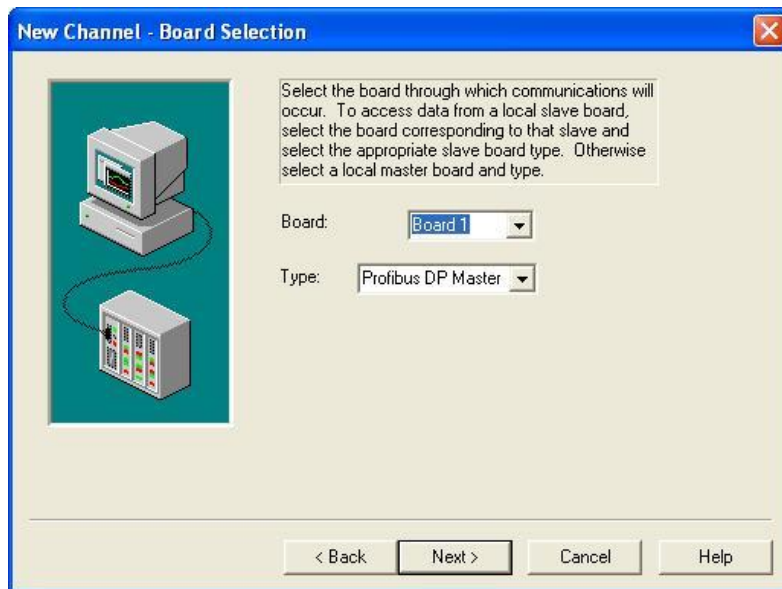 New Channel - Board Selection
Select the board through which communications will
occur. To access data from a local slave board,
select the board corresponding to that slave and
select the appropriate slave board type. Otherwise
select a local master board and type.
Board: Board 1
Type: Profibus DP Master
< Back Next > Cancel Help